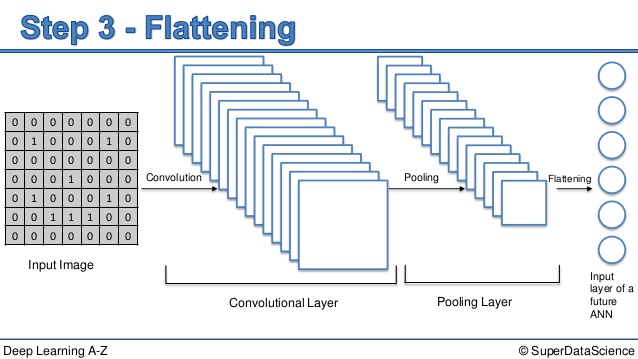 Step 3 - Flattening
0 0 0 0 0 0 0
0 1 0 0 0 1 0
0 0 0 0 0 0 0
0 0 0 1 0 0 0
0 1 0 0 0 1 0
0 0 1 1 1 0 0
0 0 0 0 0 0 0
Convolution
Pooling
Flattening
Input Image
Convolutional Layer
Pooling Layer
Input
layer of a
future
ANN
Deep Learning A-Z
© SuperDataScience